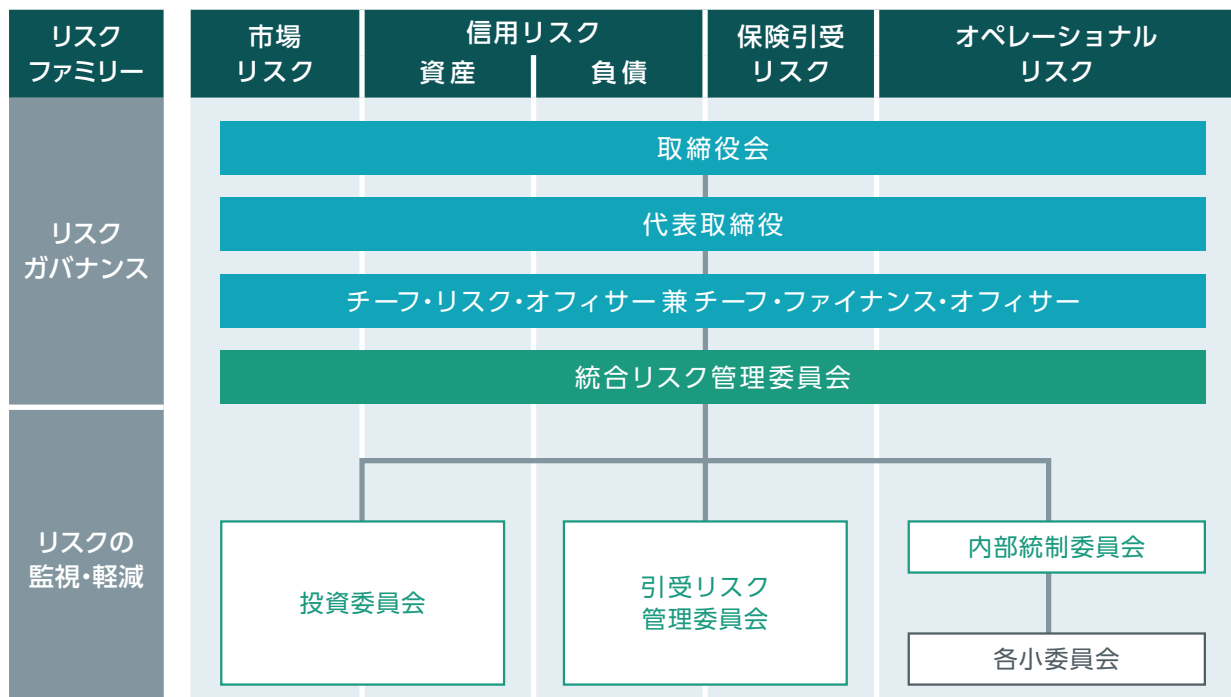 リスク
ファミリー
市場
リスク
信用リスク
資産
負債
保険引受
リスク
オペレーショナル
リスク
リスク
ガバナンス
取締役会
代表取締役
チーフ・リスク・オフィサー 兼 チーフ・ファイナンス・オフィサー
統合リスク管理委員会
リスクの
監視・軽減
投資委員会
引受リスク
管理委員会
内部統制委員会
各小委員会